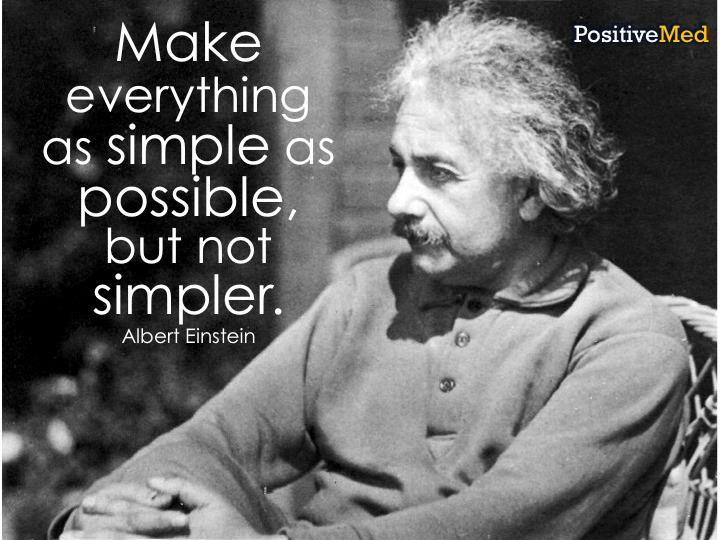 PositiveMed
Make
everything
as simple as
possible,
but not
simpler.
Albert Einstein